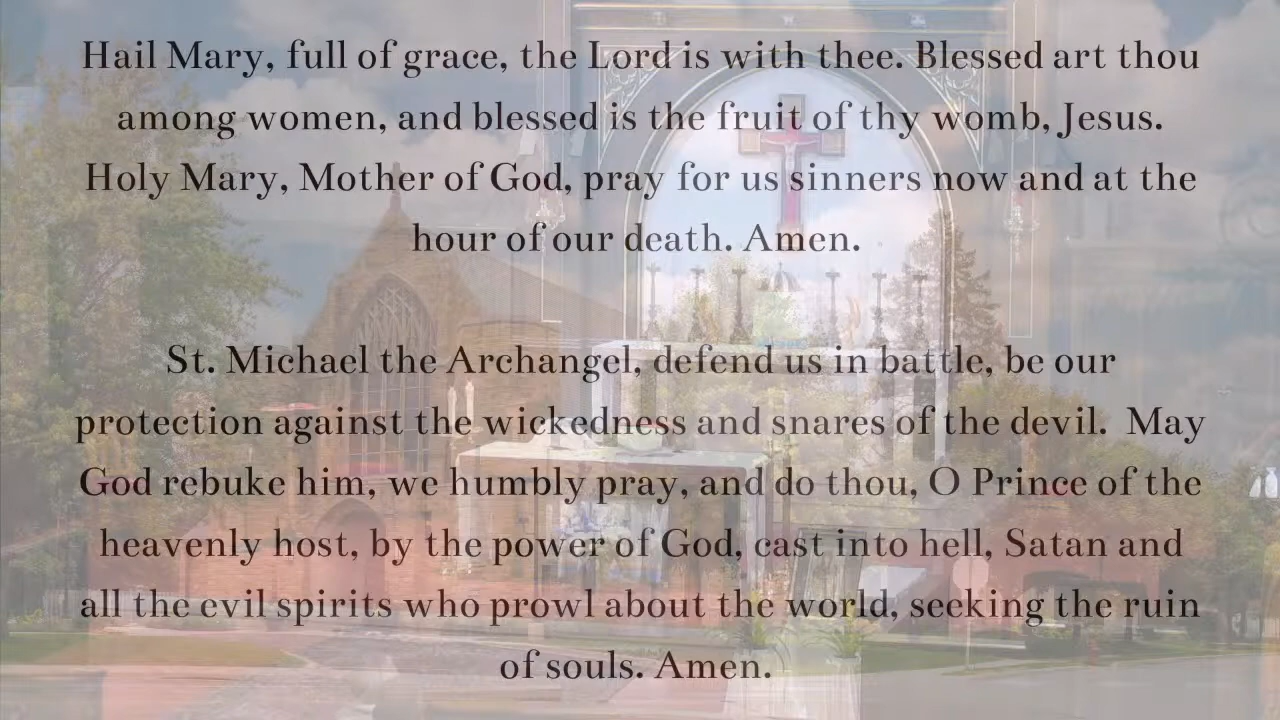 Hail Mary, full of grace, the Lord is with thee. Blessed art thou
among women, and blessed is the fruit of thy womb, Jesus.
Holy Mary, Mother of God, pray for us sinners now and at the
hour of our death. Amen.
St. Michael the Archangel, defend us in battle, be our
protection against the wickedness and snares of the devil.  May
God rebuke him, we humbly pray, and do thou, O Prince of the
heavenly host, by the power of God, cast into hell, Satan and
all the evil spirits who prowl about the world, seeking the ruin
of souls. Amen.